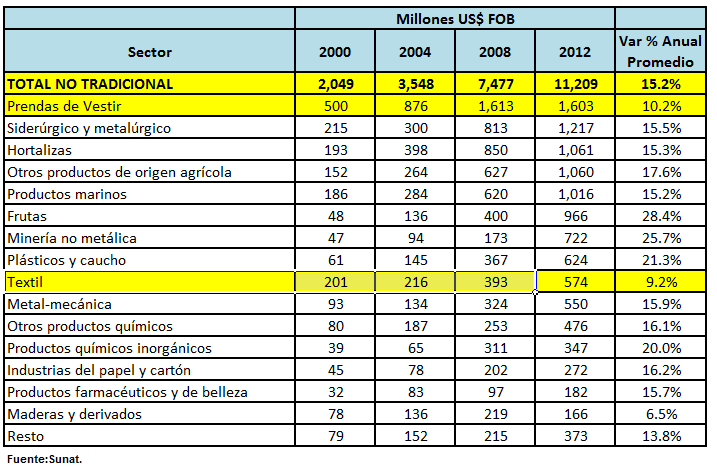 Millones US$ FOB
Sector 2000 2004 2008 2012 Var % Anual Promedio
TOTAL NO TRADICIONAL 2,049 3,548 7,477 11,209 15.2%
Prendas de Vestir 500 876 1,613 1,603 10.2%
Siderúrgico y metalúrgico 215 300 813 1,217 15.5%
Hortalizas 193 398 850 1,061 15.3%
Otros productos de origen agrícola 152 264 627 1,060 17.6%
Productos marinos 186 284 620 1,016 15.2%
Frutas 48 136 400 966 28.4%
Minería no metálica 47 94 173 722 25.7%
Plásticos y caucho 61 145 367 624 21.3%
Textil 201 216 393 574 9.2%
Metal-mecánica 93 134 324 550 15.9%
Otros productos químicos 80 187 253 476 16.1%
Productos químicos inorgánicos 39 65 311 347 20.0%
Industrias del papel y cartón 45 78 202 272 16.2%
Productos farmacéuticos y de belleza 32 83 97 182 15.7%
Maderas y derivados 78 136 219 166 6.5%
Resto 79 152 215 373 13.8%
Fuente:Sunat.